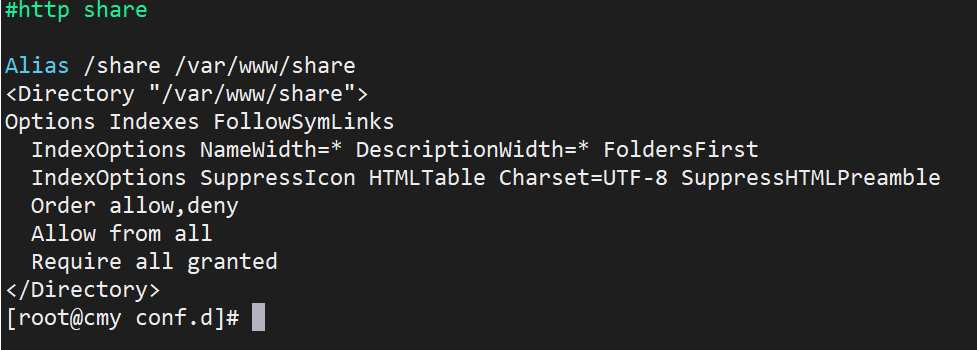 #http share
Alias /share /var/www/share
<Directory "/var/www/share">
Options Indexes FollowSymLinks
IndexOptions NameWidth=* DescriptionWidth=* FoldersFirst
IndexOptions SuppressIcon HTMLTable Charset=UTF-8 SuppressHTMLPreamble
Order allow,deny
Allow from all
Require all granted
</Directory>
[root@cmy conf.d]#